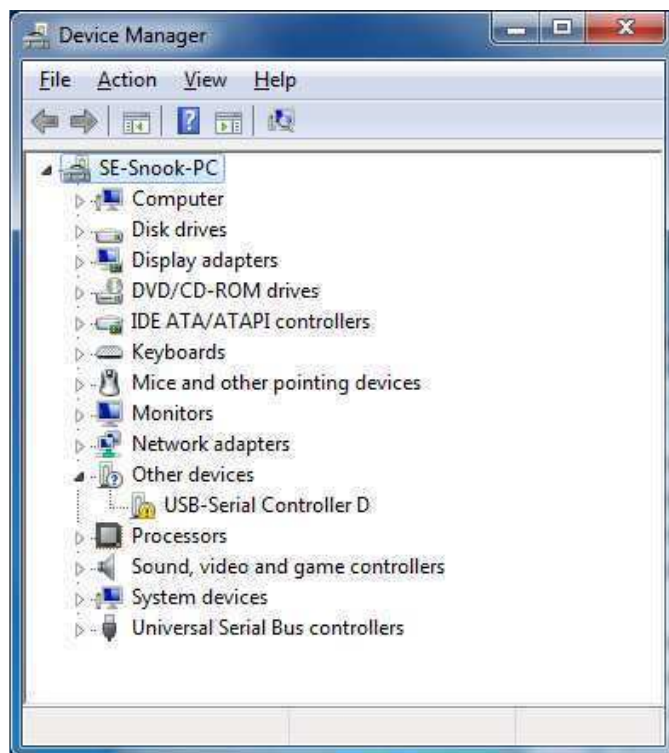 Device Manager
File Action View Help
SE-Snook-PC
Computer
Disk drives
Display adapters
DVD/CD-ROM drives
IDE ATA/ATAPI controllers
Keyboards
Mice and other pointing devices
Monitors
Network adapters
Other devices
USB-Serial Controller D
Processors
Sound, video and game controllers
System devices
Universal Serial Bus controllers